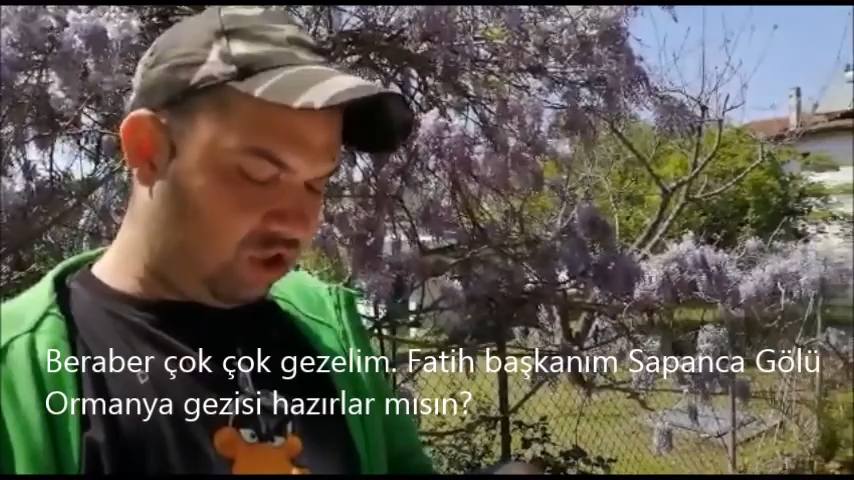 Beraber çok çok gezelim. Fatih başkanım Sapanca Gölü
Ormanya gezisi hazırlar mısın?